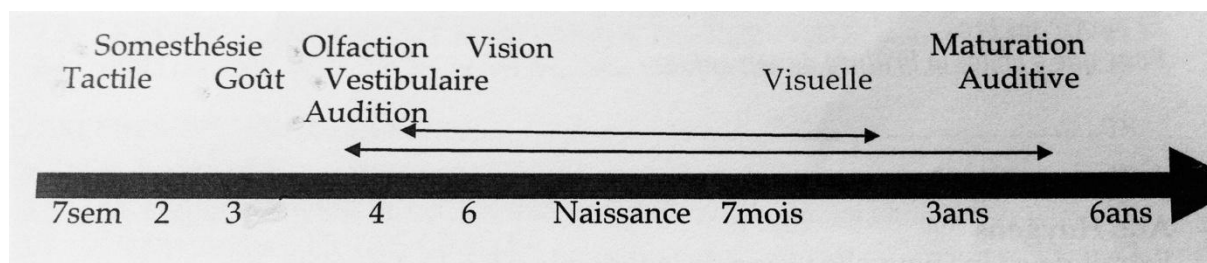 Somesthésie Olfaction Vision Maturation
Tactile Goût Vestibulaire Visuelle Auditive
Audition
7sem 2 3 4 6 Naissance 7mois 3ans 6ans